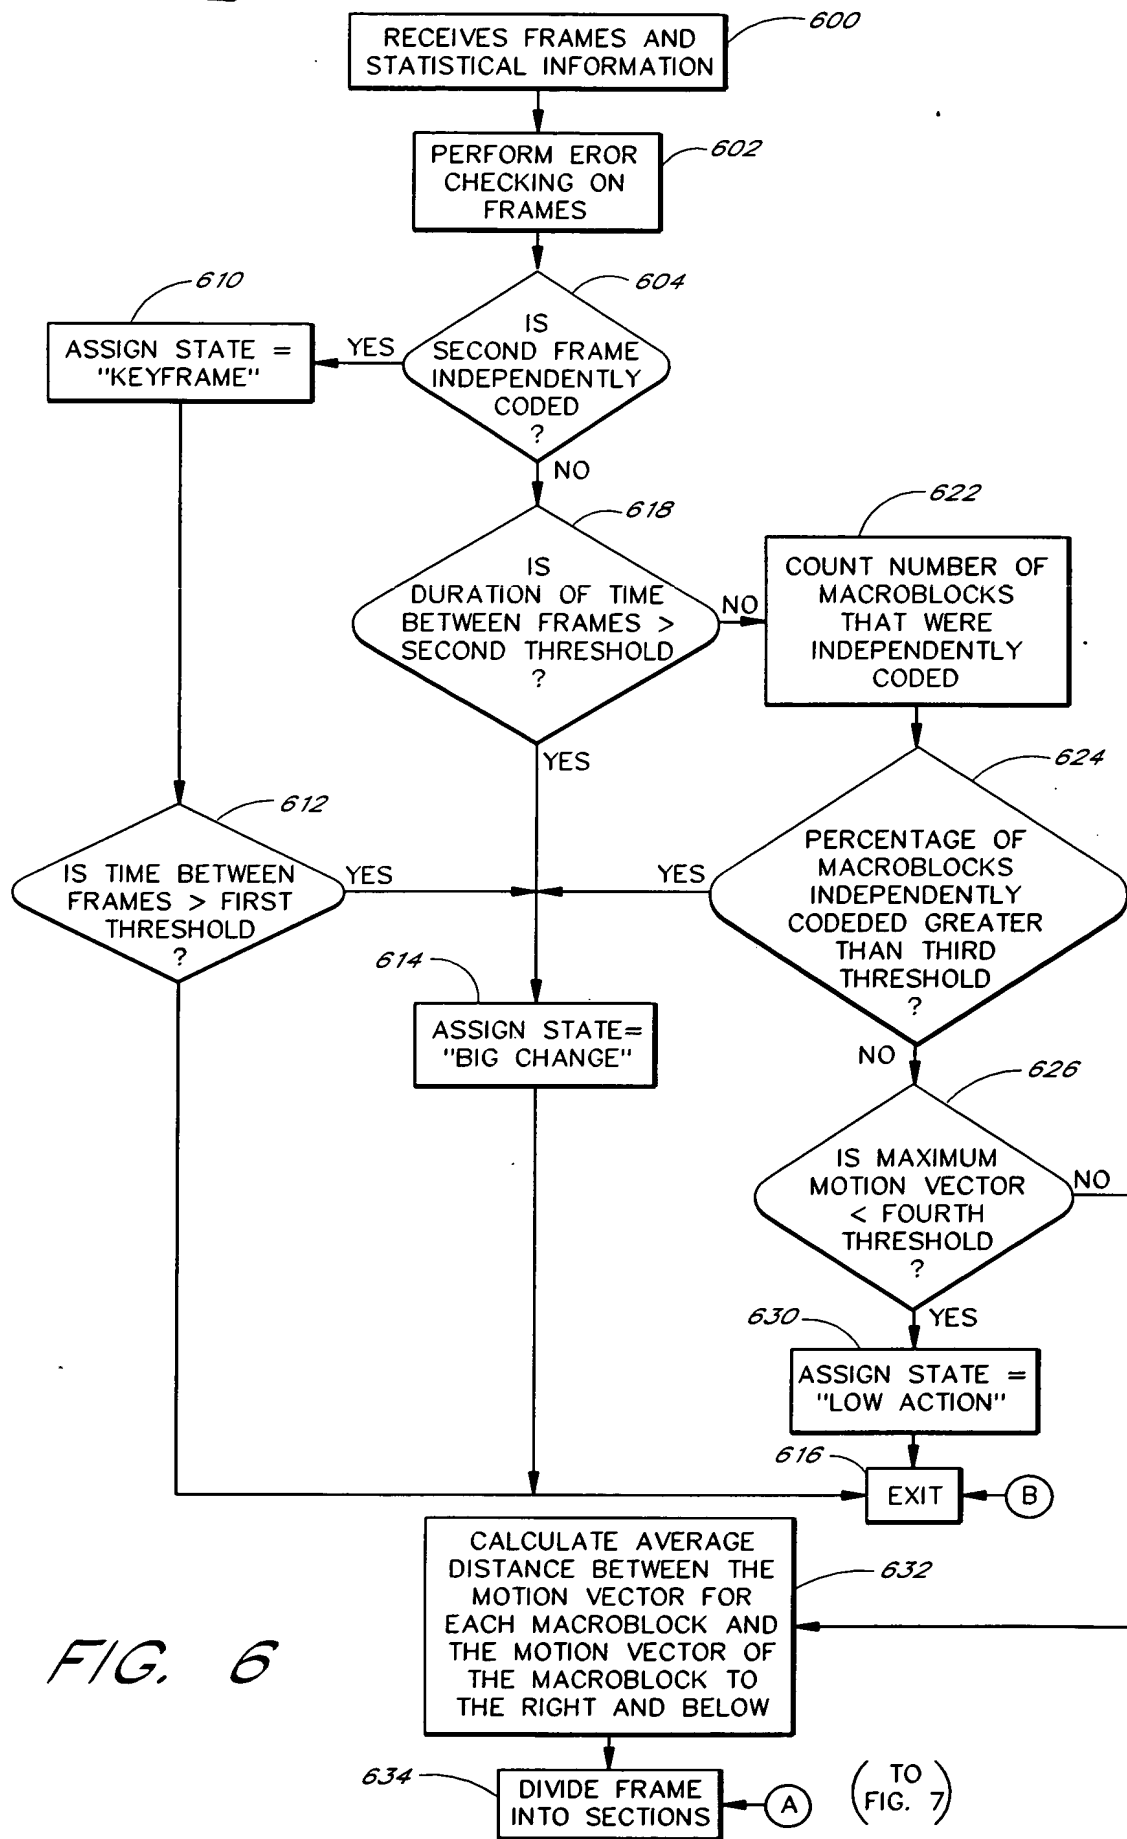 600
RECEIVES FRAMES AND
STATISTICAL INFORMATION
602
PERFORM EROR
CHECKING ON
FRAMES
604
IS
SECOND FRAME
INDEPENDENTLY
CODED
?
YES
NO
610
ASSIGN STATE =
"KEYFRAME"
618
IS
DURATION OF TIME
BETWEEN FRAMES >
SECOND THRESHOLD
?
NO
YES
622
COUNT NUMBER OF
MACROBLOCKS
THAT WERE
INDEPENDENTLY
CODED
612
IS TIME BETWEEN
FRAMES > FIRST
THRESHOLD
?
YES
624
PERCENTAGE OF
MACROBLOCKS
INDEPENDENTLY
CODEDED GREATER
THAN THIRD
THRESHOLD
?
YES
NO
614
ASSIGN STATE=
"BIG CHANGE"
626
IS MAXIMUM
MOTION VECTOR
< FOURTH
THRESHOLD
?
NO
YES
630
ASSIGN STATE =
"LOW ACTION"
616
EXIT
B
632
CALCULATE AVERAGE
DISTANCE BETWEEN THE
MOTION VECTOR FOR
EACH MACROBLOCK AND
THE MOTION VECTOR OF
THE MACROBLOCK TO
THE RIGHT AND BELOW
FIG. 6
634
DIVIDE FRAME
INTO SECTIONS
A
(TO
FIG. 7)